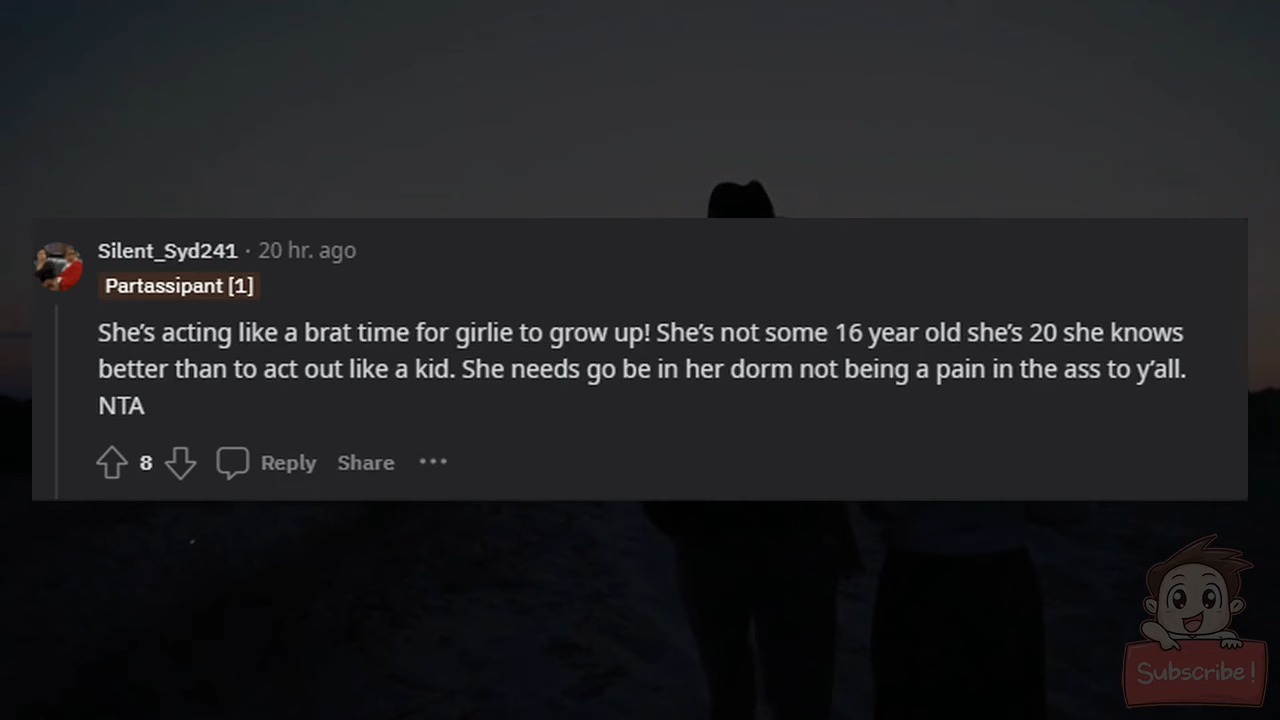 Silent_Syd241 · 20 hr. ago
Partassipant [1]
She’s acting like a brat time for girlie to grow up! She’s not some 16 year old she’s 20 she knows
better than to act out like a kid. She needs go be in her dorm not being a pain in the ass to y’all.
NTA
8 Reply Share ···
Subscribe !